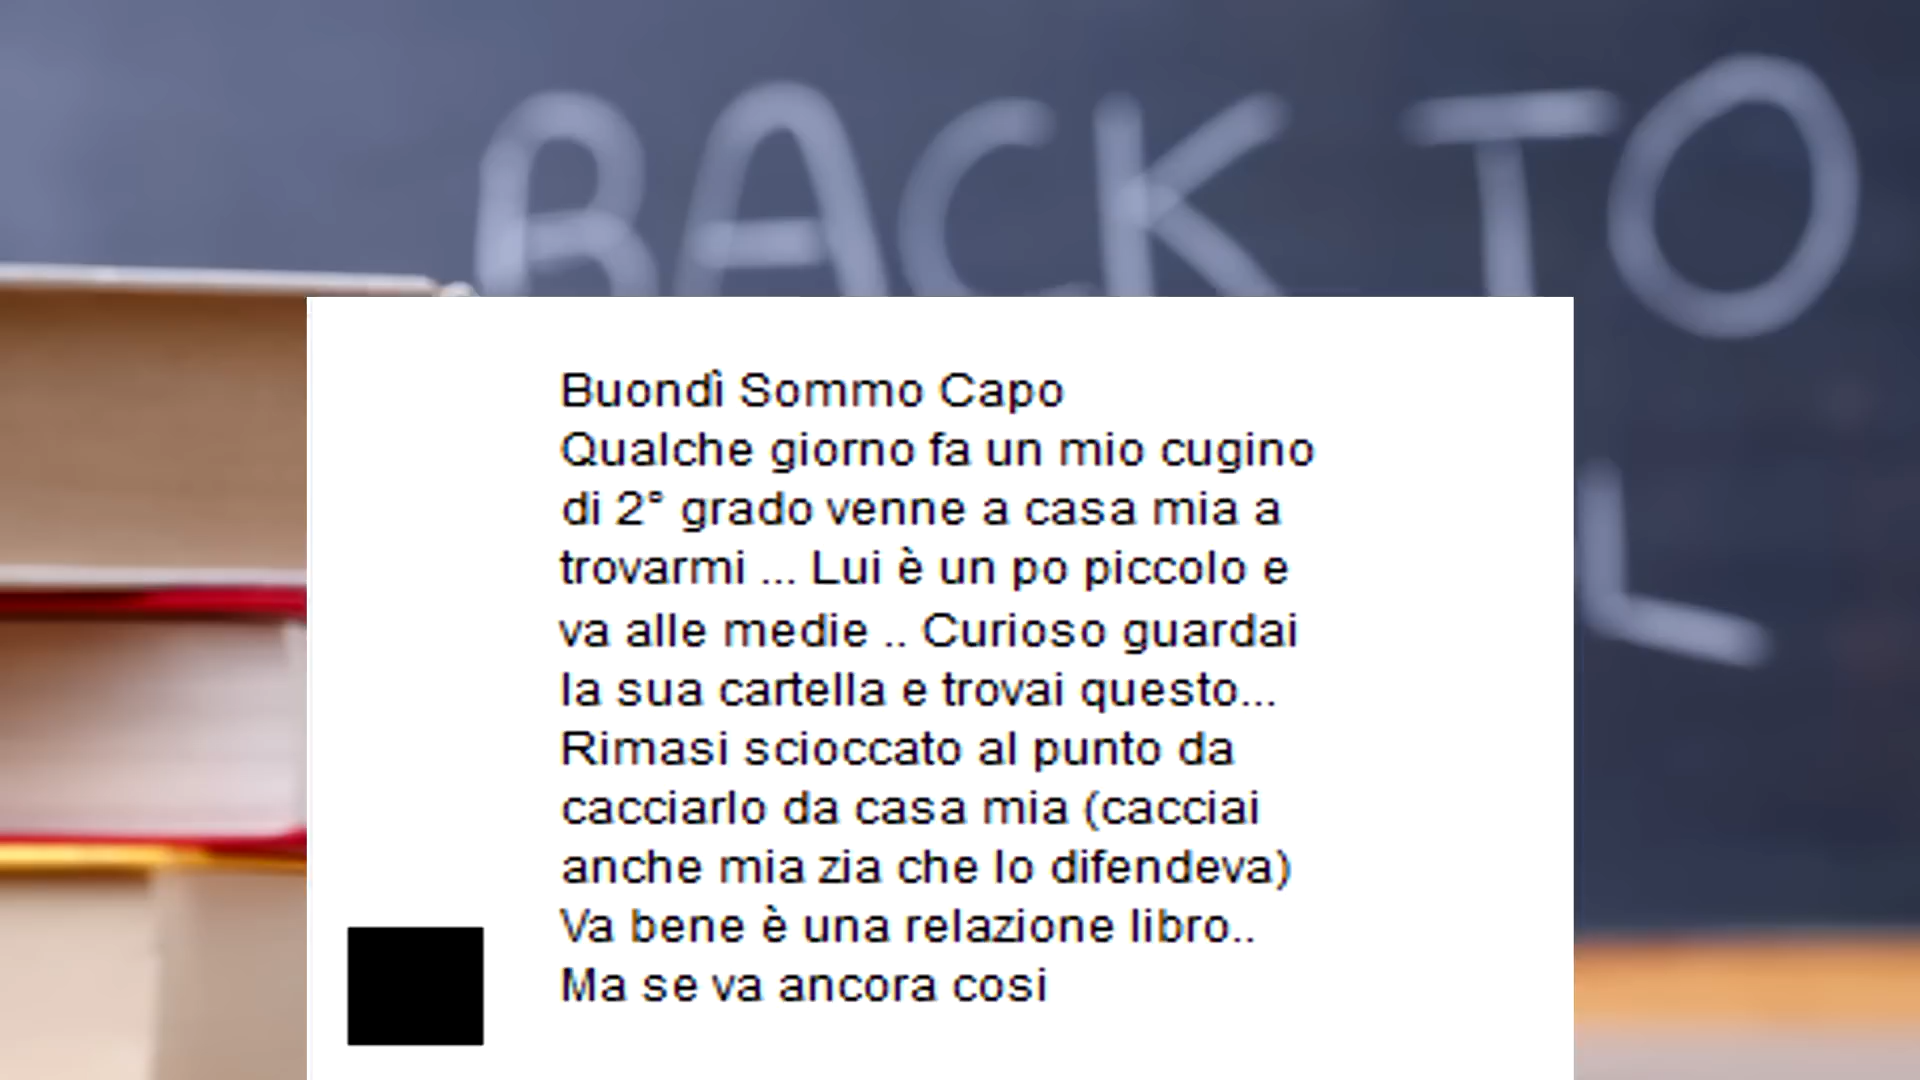 BACK TO
L
Buondì Sommo Capo
Qualche giorno fa un mio cugino
di 2° grado venne a casa mia a
trovarmi ... Lui è un po piccolo e
va alle medie .. Curioso guardai
la sua cartella e trovai questo...
Rimasi scioccato al punto da
cacciarlo da casa mia (cacciai
anche mia zia che lo difendeva)
Va bene è una relazione libro..
Ma se va ancora cosi